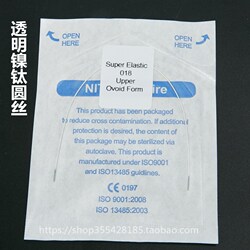 透明镍钛圆丝
OPEN
HERE
OPEN
HERE
Super Elastic
018
Upper
Ovoid Form
This product has been packaged
to reduce cross contamination. If additional
protection is desired, the content of
this package may be sterilized via
autoclave. This product is
manufactured under ISO9001
and ISO13485 guidlines.
CE 0197
ISO 9001:2008
ISO 13485:2003
https://shop355428185.taobao.com